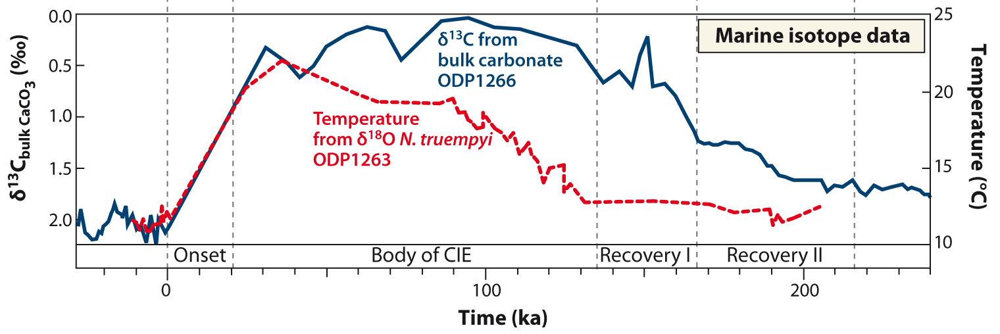 0.0
0.5
1.0
1.5
2.0
δ¹³C bulk CaCO₃ (‰)
δ¹³C from
bulk carbonate
ODP1266
Temperature
from δ¹⁸O N. truempyi
ODP1263
Marine isotope data
25
20
15
10
Temperature (°C)
Onset
Body of CIE
Recovery I
Recovery II
0
100
200
Time (ka)